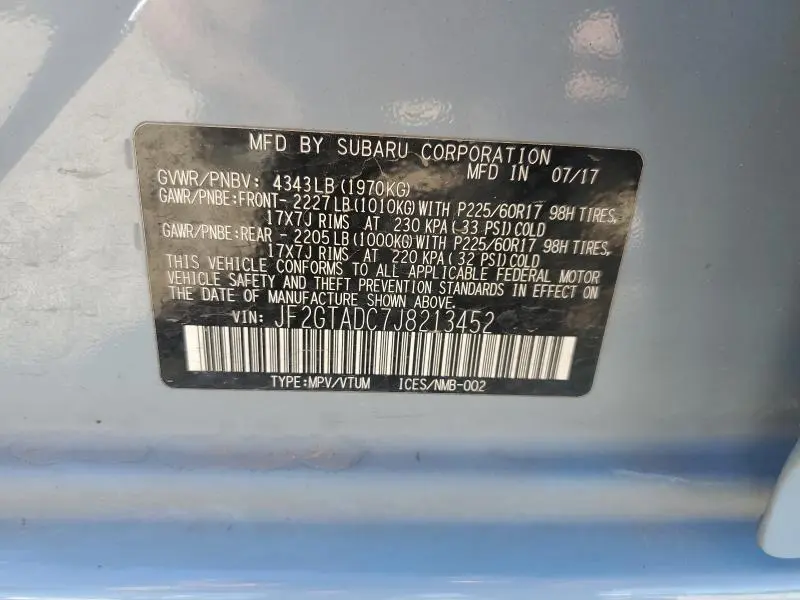 MFD BY SUBARU CORPORATION
MFD IN 07/17
GVWR/PNBV: 4343LB(1970KG)
GAWR/PNBE:FRONT- 2227LB(1010KG)WITH P225/60R17 98H TIRES,
17X7J RIMS AT 230 KPA(33 PSI)COLD
GAWR/PNBE:REAR - 2205LB(1000KG)WITH P225/60R17 98H TIRES,
17X7J RIMS AT 220 KPA(32 PSI)COLD
THIS VEHICLE CONFORMS TO ALL APPLICABLE FEDERAL MOTOR
VEHICLE SAFETY AND THEFT PREVENTION STANDARDS IN EFFECT ON
THE DATE OF MANUFACTURE SHOWN ABOVE.
VIN: JF2GTADC7J8213452
TYPE:MPV/VTUM ICES/NMB-002